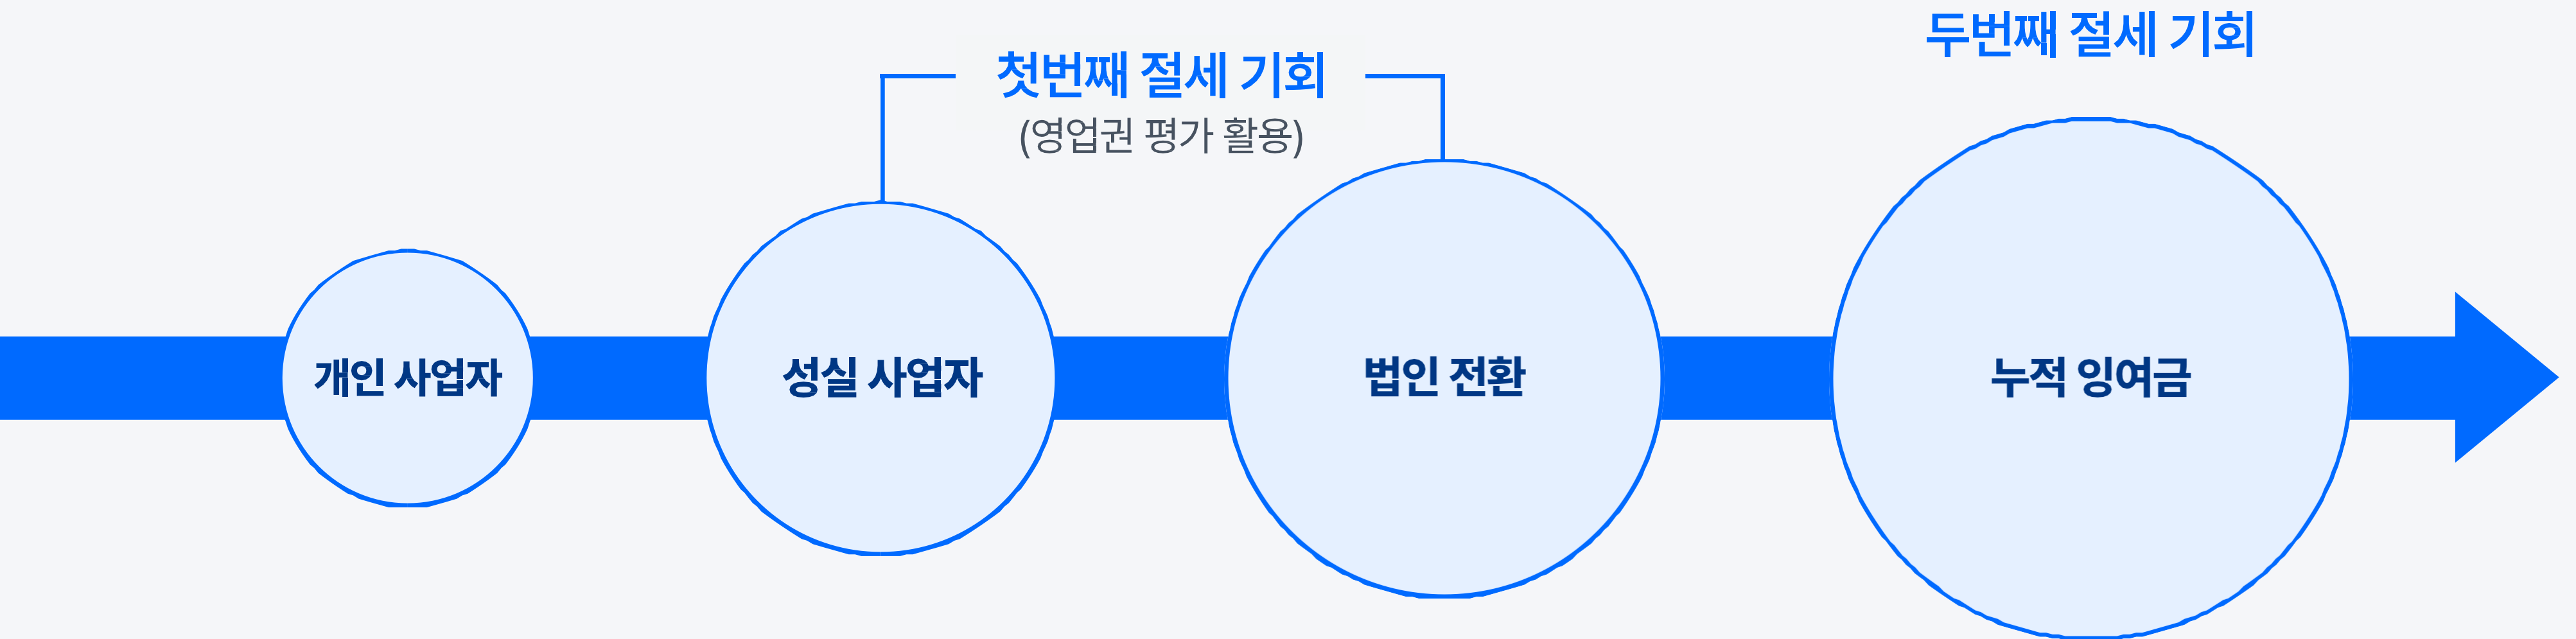 첫번째 절세 기회
(영업권 평가 활용)
두번째 절세 기회
개인 사업자
성실 사업자
법인 전환
누적 잉여금